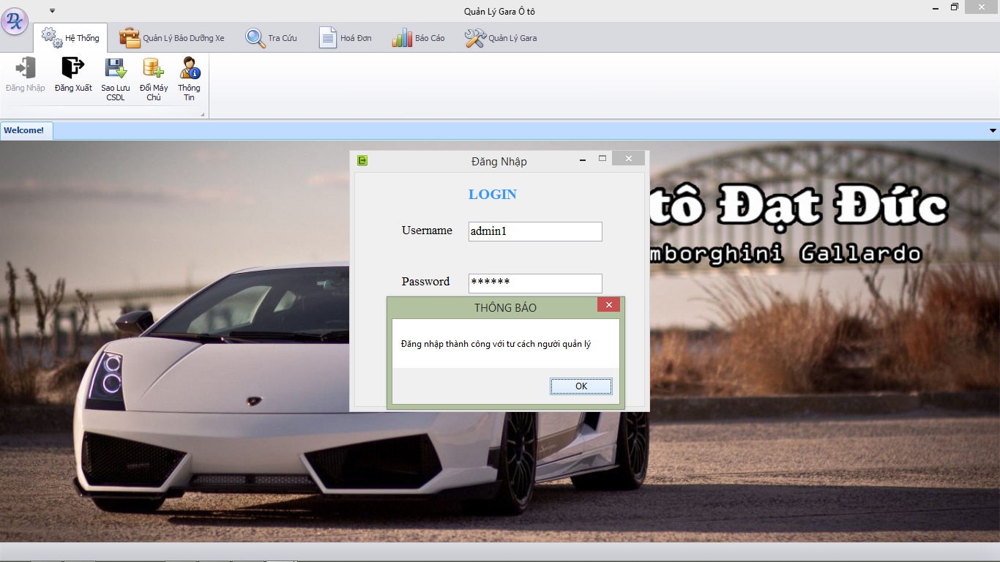 Quản Lý Gara Ô tô
DX
Hệ Thống
Quản Lý Bảo Dưỡng Xe
Tra Cứu
Hoá Đơn
Báo Cáo
Quản Lý Gara
Đăng Nhập
Đăng Xuất
Sao Lưu
CSDL
Đổi Máy
Chủ
Thông
Tin
Welcome!
Đăng Nhập
LOGIN
Username
admin1
Password
******
tô Đạt Đức
mborghini Gallardo
THÔNG BÁO
Đăng nhập thành công với tư cách người quản lý
OK